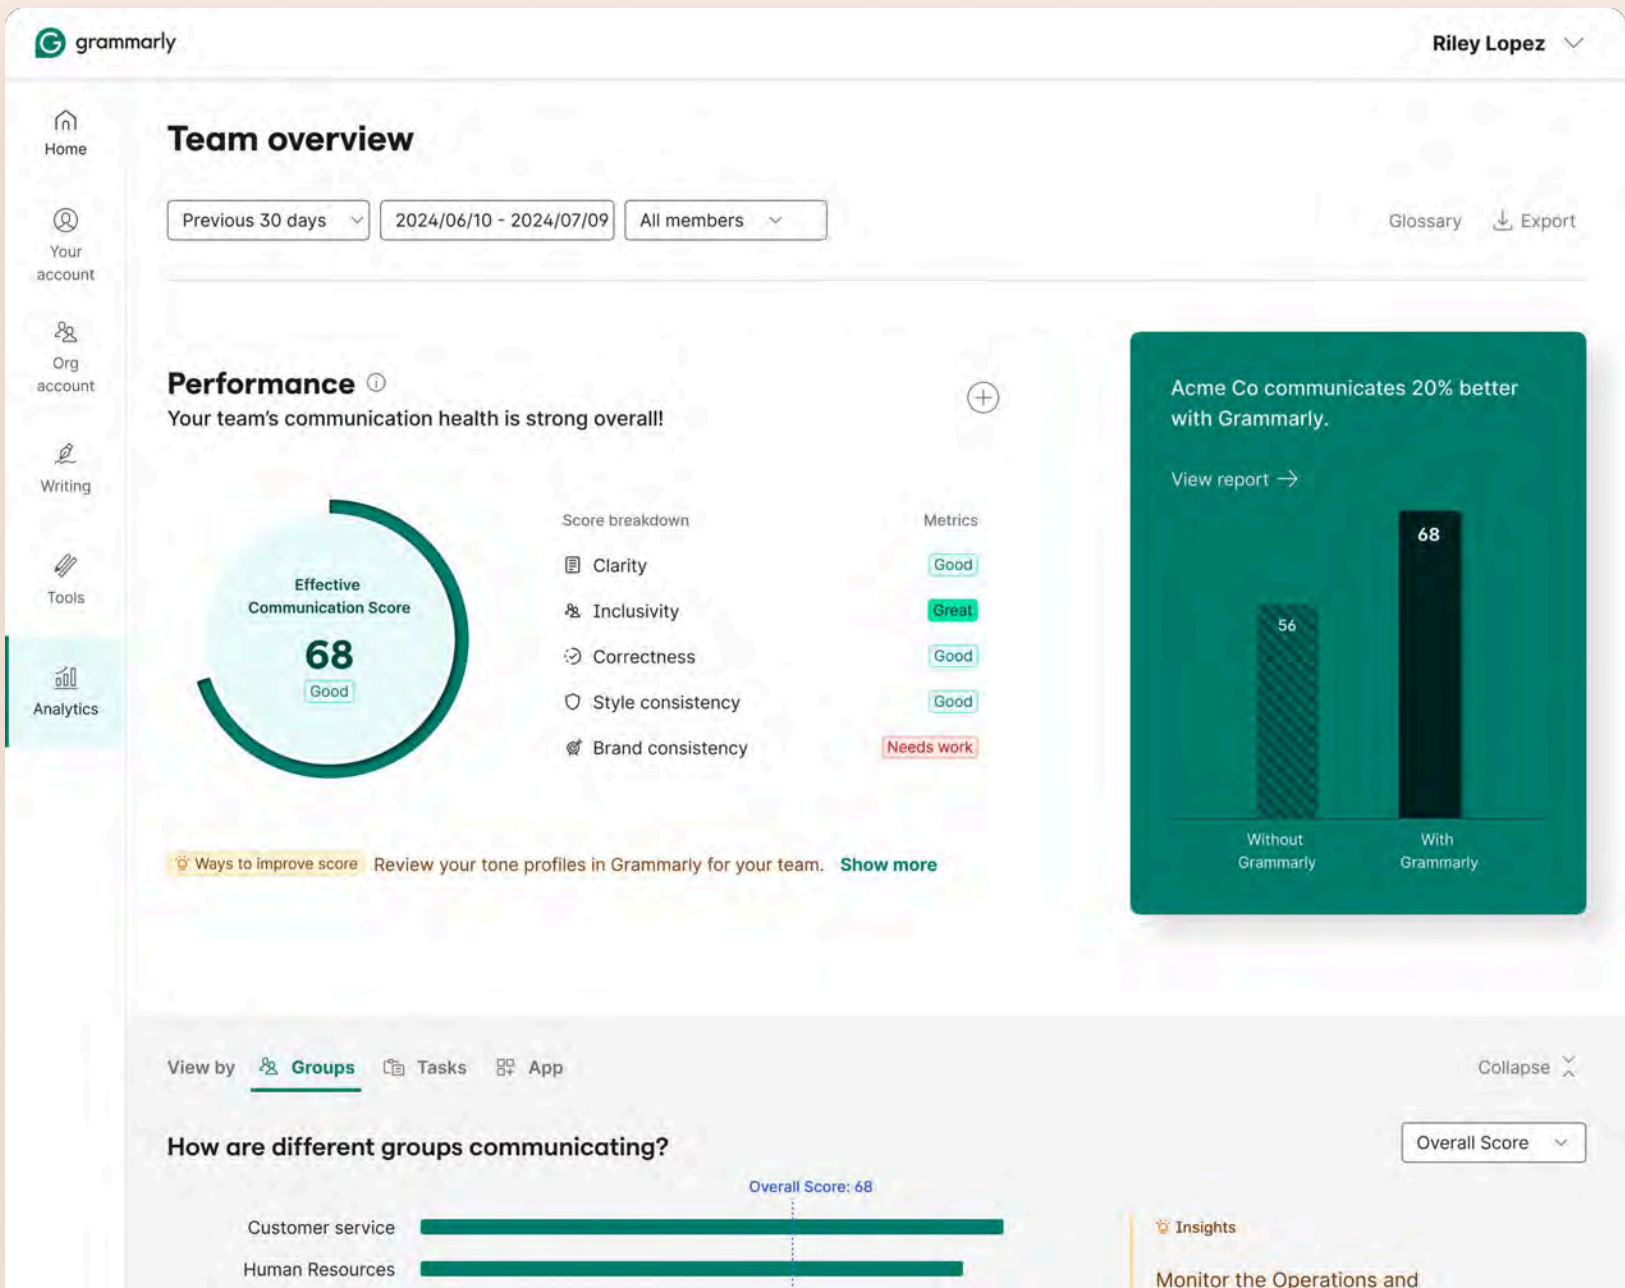 grammarly
Riley Lopez
Home
Your
account
Org
account
Writing
Tools
Analytics
Team overview
Previous 30 days
2024/06/10 - 2024/07/09
All members
Glossary
Export
Performance
Your team's communication health is strong overall!
Effective
Communication Score
68
Good
Score breakdown Metrics
Clarity Good
Inclusivity Great
Correctness Good
Style consistency Good
Brand consistency Needs work
Ways to improve score Review your tone profiles in Grammarly for your team. Show more
Acme Co communicates 20% better
with Grammarly.
View report →
68
56
Without
Grammarly
With
Grammarly
View by Groups Tasks App
Collapse
How are different groups communicating?
Overall Score
Overall Score: 68
Customer service
Human Resources
Insights
Monitor the Operations and